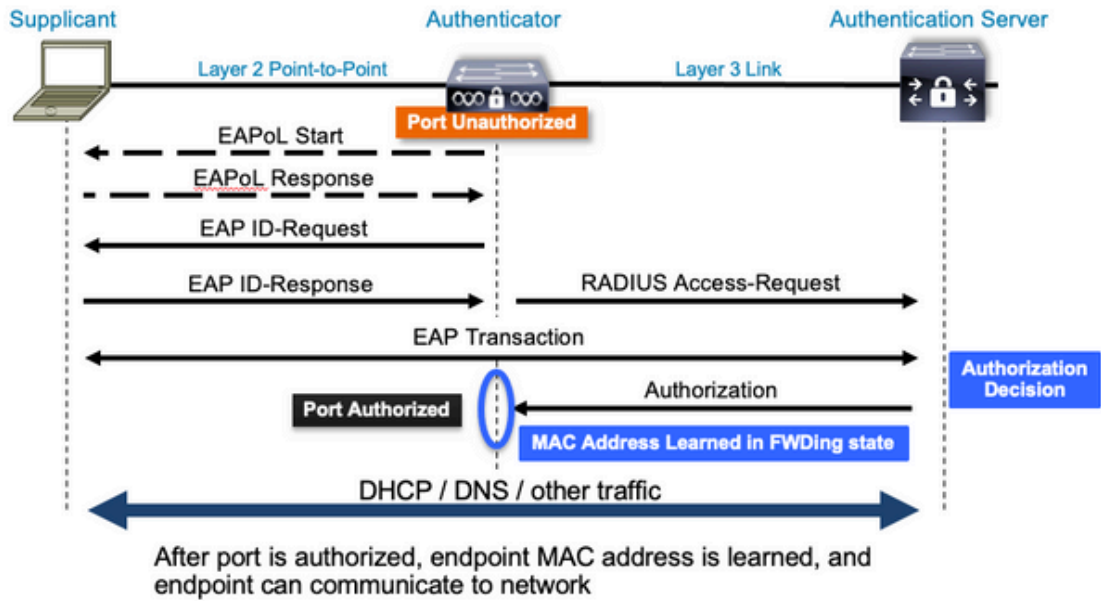 Supplicant
Authenticator
Authentication Server
Layer 2 Point-to-Point
Layer 3 Link
Port Unauthorized
EAPoL Start
EAPoL Response
EAP ID-Request
EAP ID-Response
RADIUS Access-Request
EAP Transaction
Authorization
Decision
Authorization
Port Authorized
MAC Address Learned in FWDing state
DHCP / DNS / other traffic
After port is authorized, endpoint MAC address is learned, and
endpoint can communicate to network